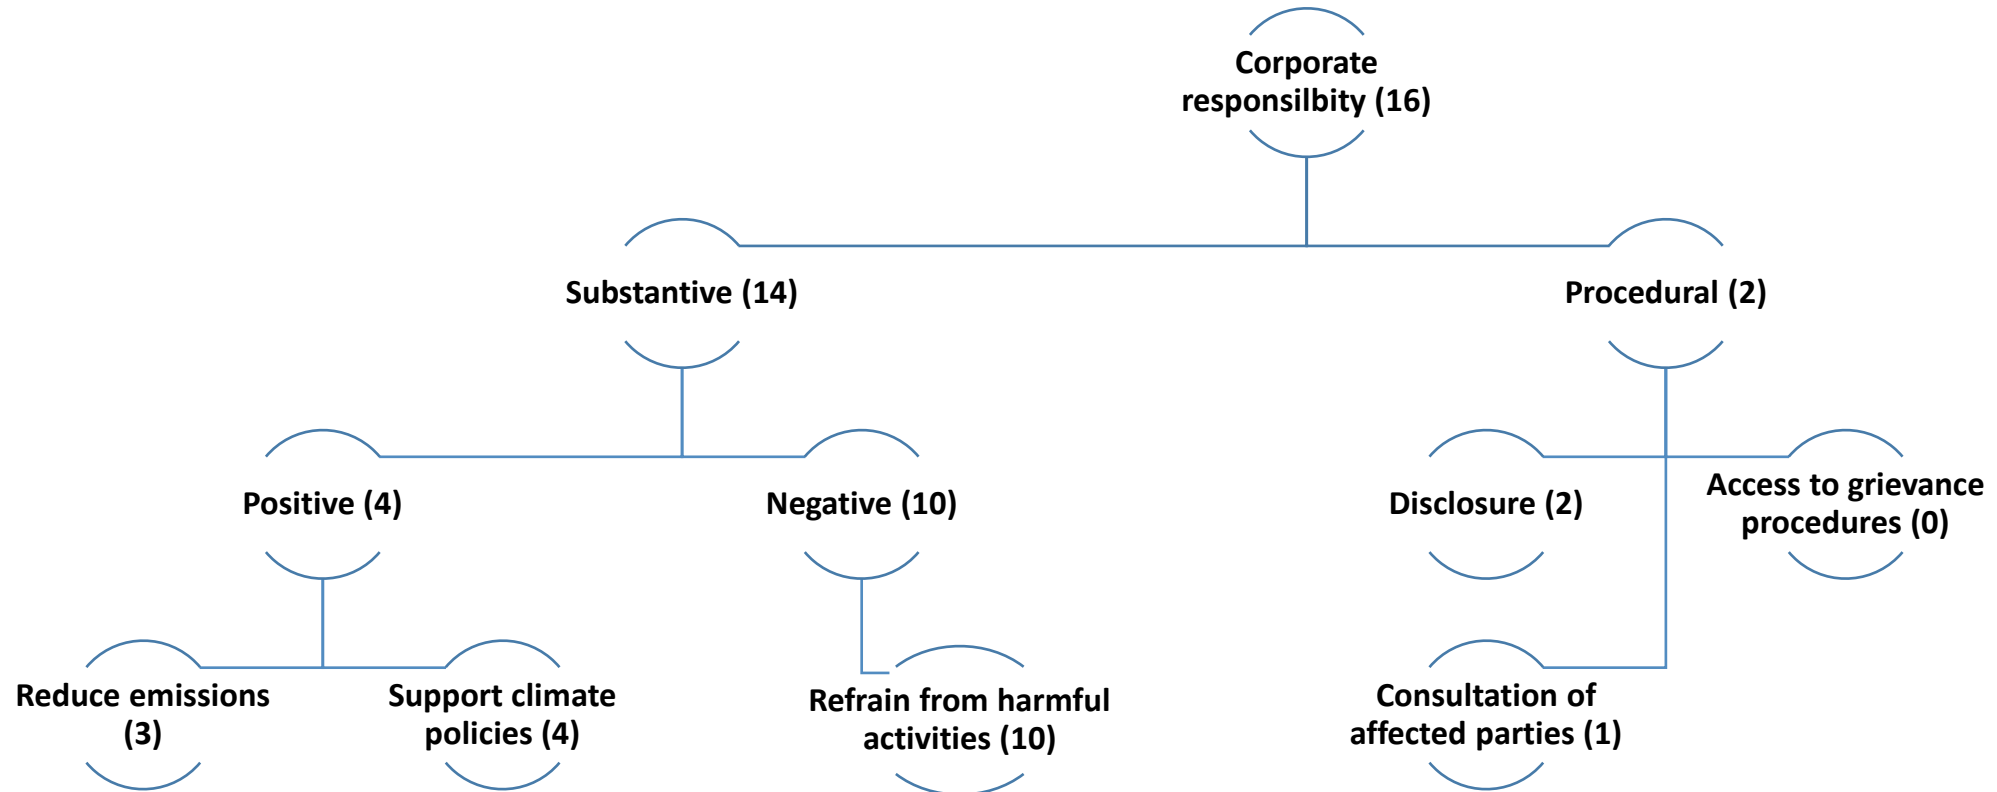 Corporate
responsilbity (16)
Substantive (14)
Procedural (2)
Positive (4)
Negative (10)
Disclosure (2)
Access to grievance
procedures (0)
Reduce emissions
(3)
Support climate
policies (4)
Refrain from harmful
activities (10)
Consultation of
affected parties (1)